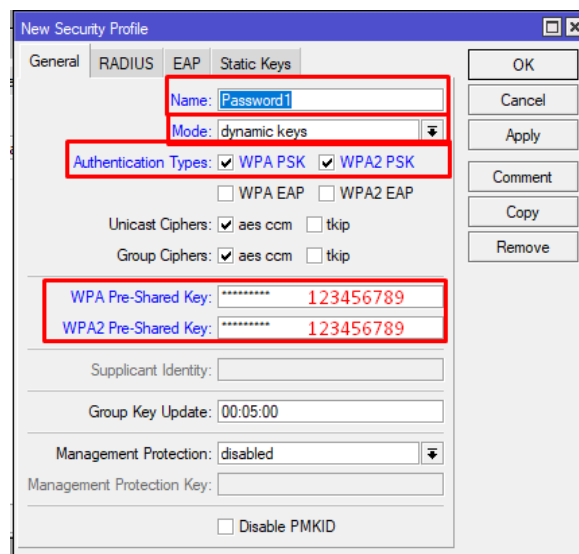 New Security Profile
General RADIUS EAP Static Keys
OK
Name: Password1
Cancel
Mode: dynamic keys
Apply
Authentication Types: WPA PSK WPA2 PSK
Comment
WPA EAP WPA2 EAP
Copy
Unicast Ciphers: aes ccm tkip
Remove
Group Ciphers: aes ccm tkip
WPA Pre-Shared Key: ********* 123456789
WPA2 Pre-Shared Key: ********* 123456789
Supplicant Identity:
Group Key Update: 00:05:00
Management Protection: disabled
Management Protection Key:
Disable PMKID